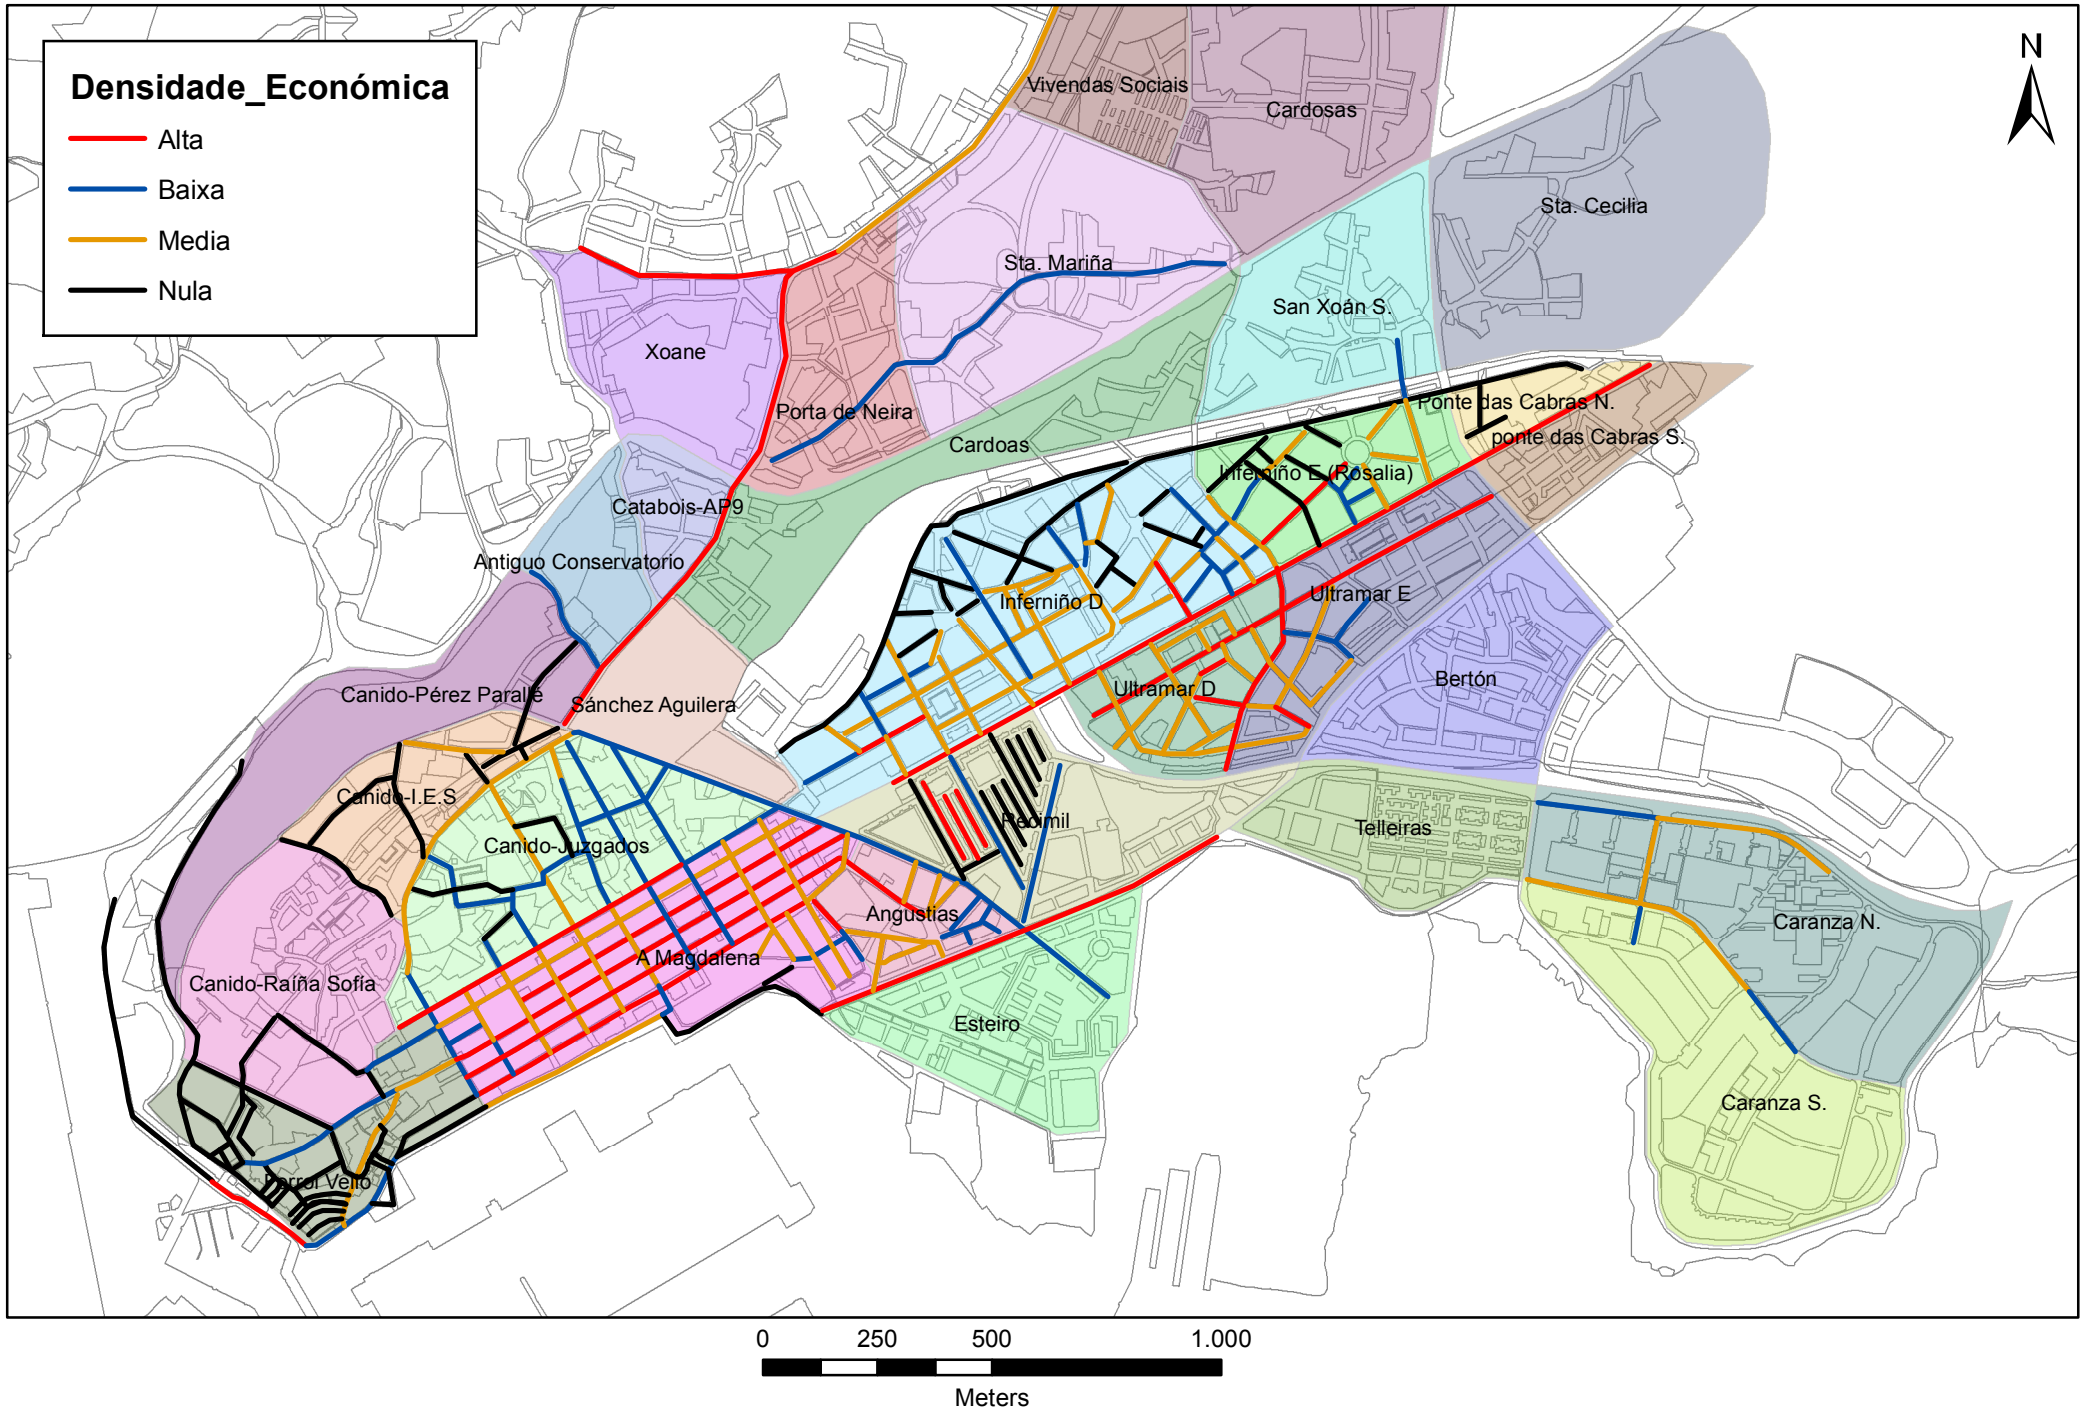 Densidade_Económica
Alta
Baixa
Media
Nula
N
Vivendas Sociais
Cardosas
Sta. Cecilia
Sta. Mariña
San Xoán S.
Xoane
Porta de Neira
Ponte das Cabras N.
ponte das Cabras S.
Cardoas
Inferniño E (Rosalia)
Catabois-AP9
Antiguo Conservatorio
Inferniño D
Ultramar E
Bertón
Canido-Pérez Parallé
Sánchez Aguilera
Ultramar D
Canido-I.E.S
Recimil
Telleiras
Canido-Juzgados
Angustias
Caranza N.
A Magdalena
Canido-Raíña Sofía
Esteiro
Caranza S.
Ferrol Vello
0 250 500 1.000
Meters